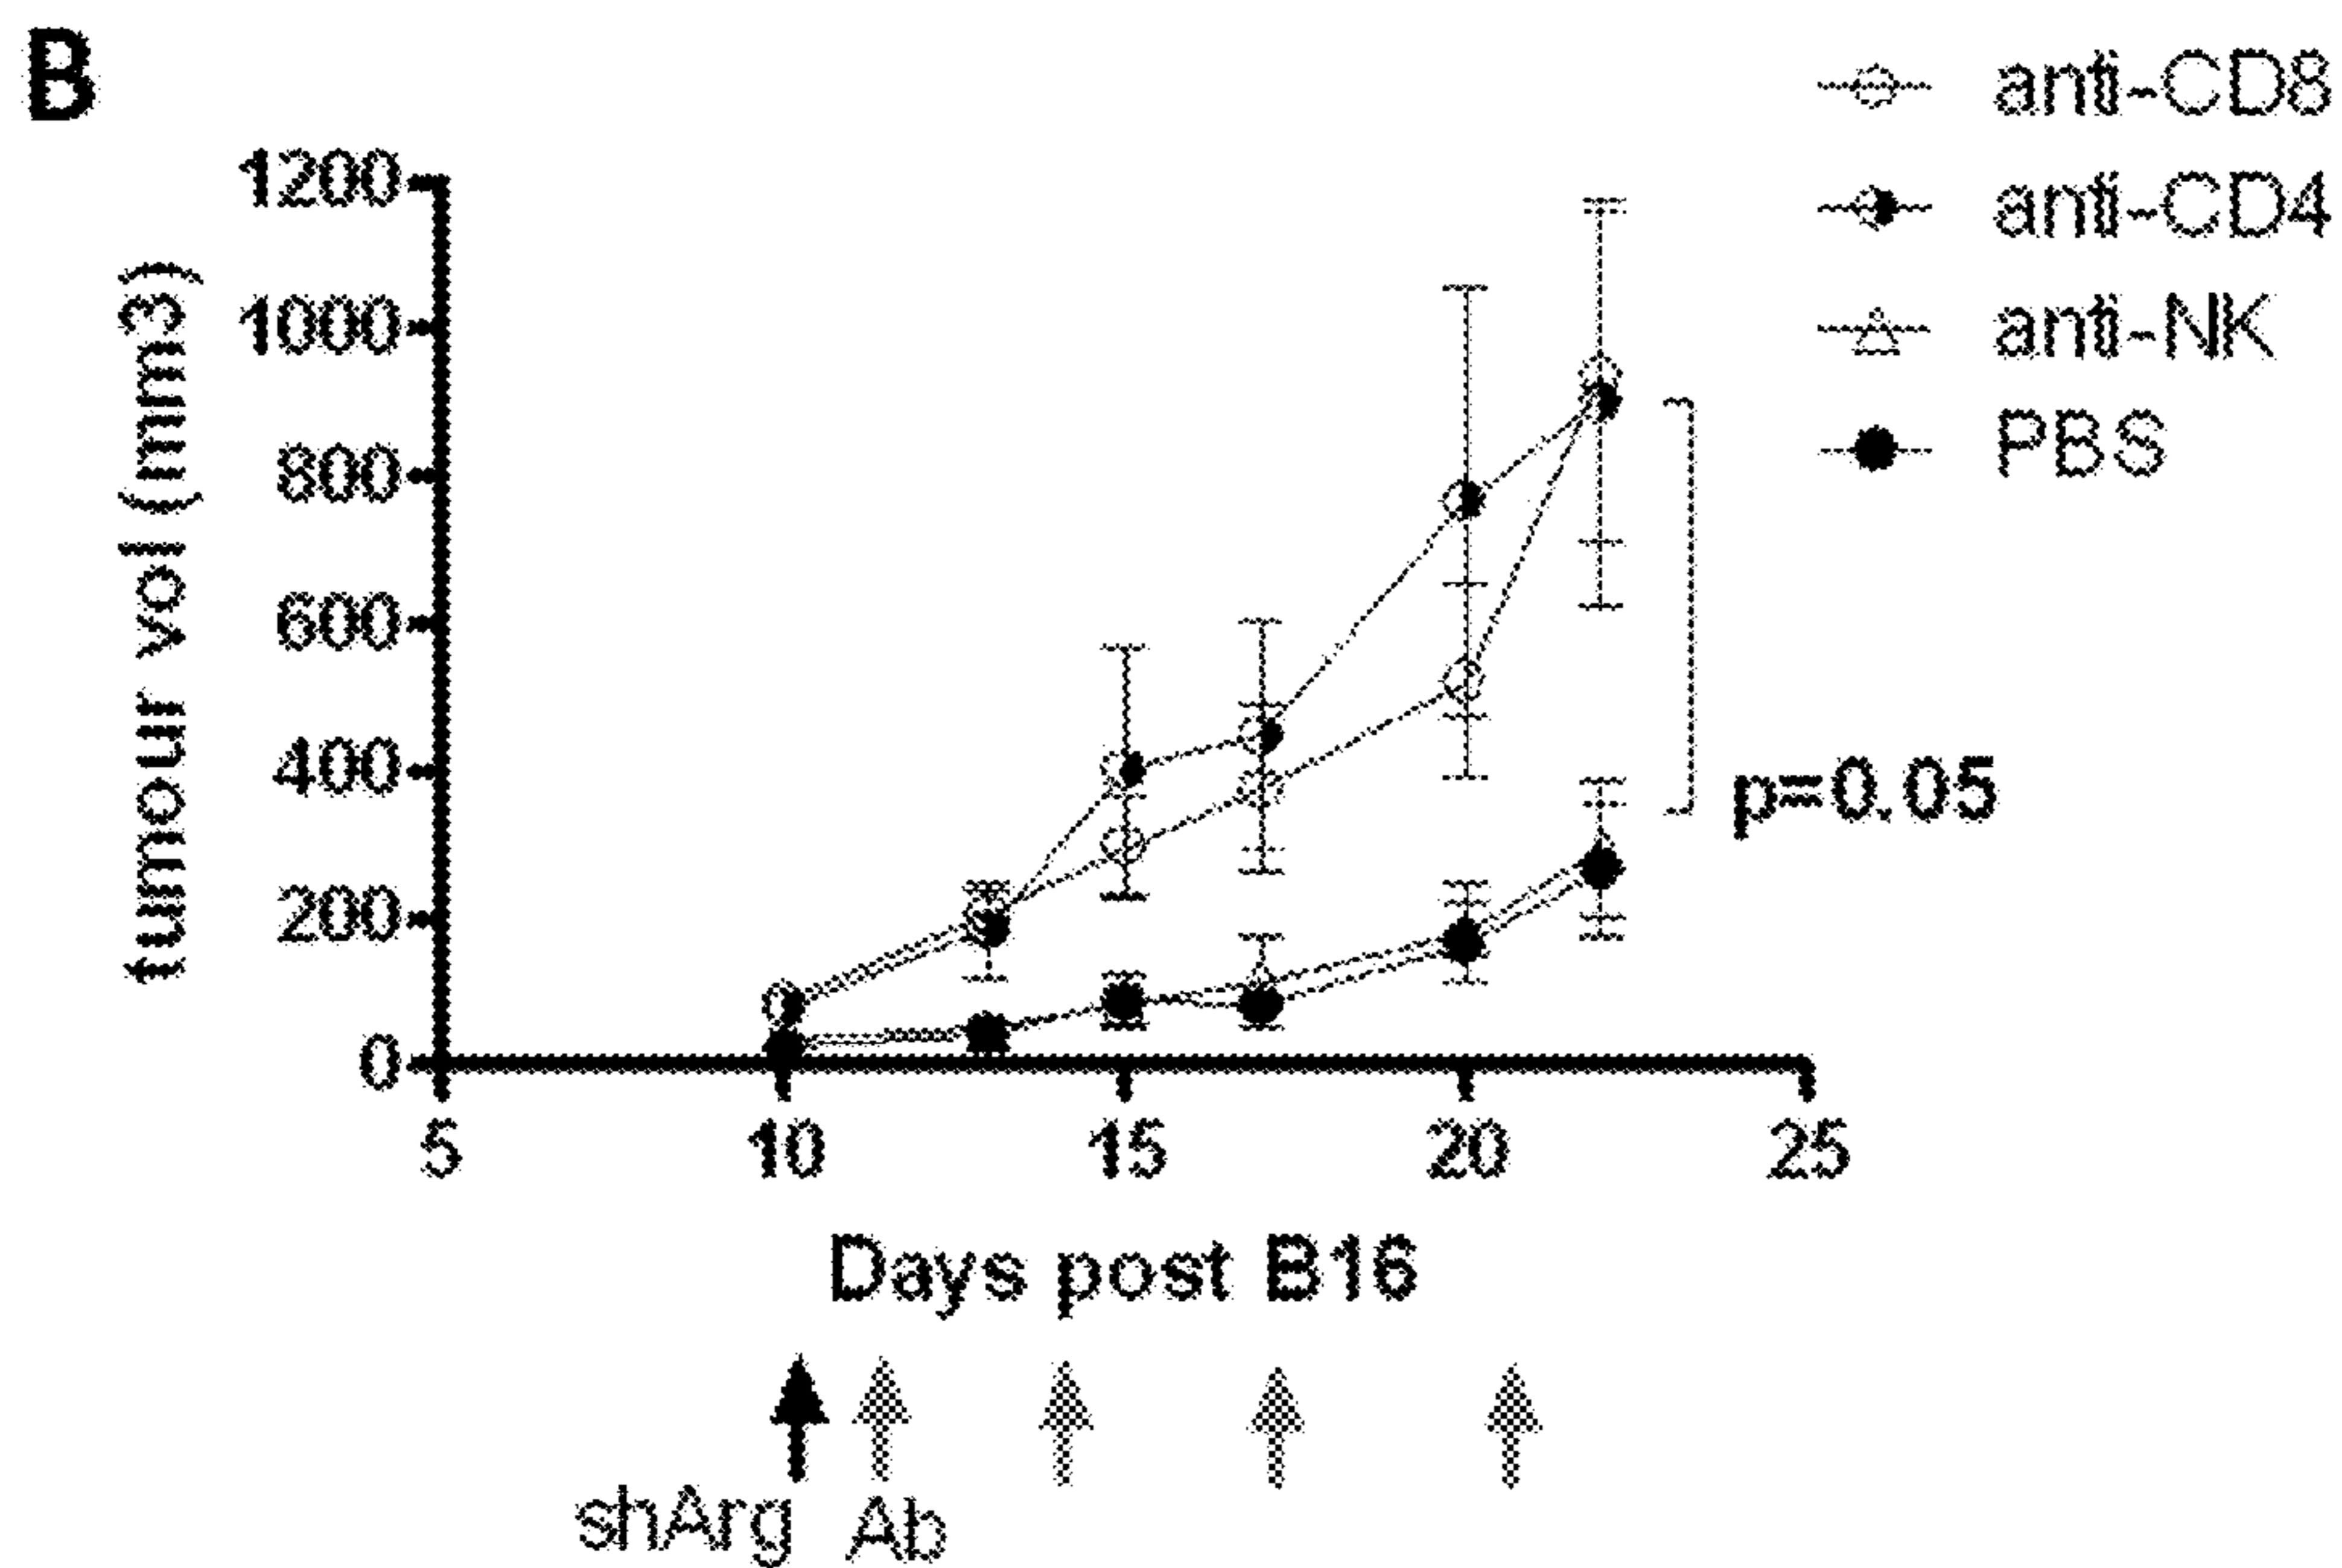 B
anti-CD8
anti-CD4
anti-NK
PBS
tumour vol (mm3)
1200
1000
800
600
400
200
0
p=0.05
5 10 15 20 25
Days post B16
shArg Ab